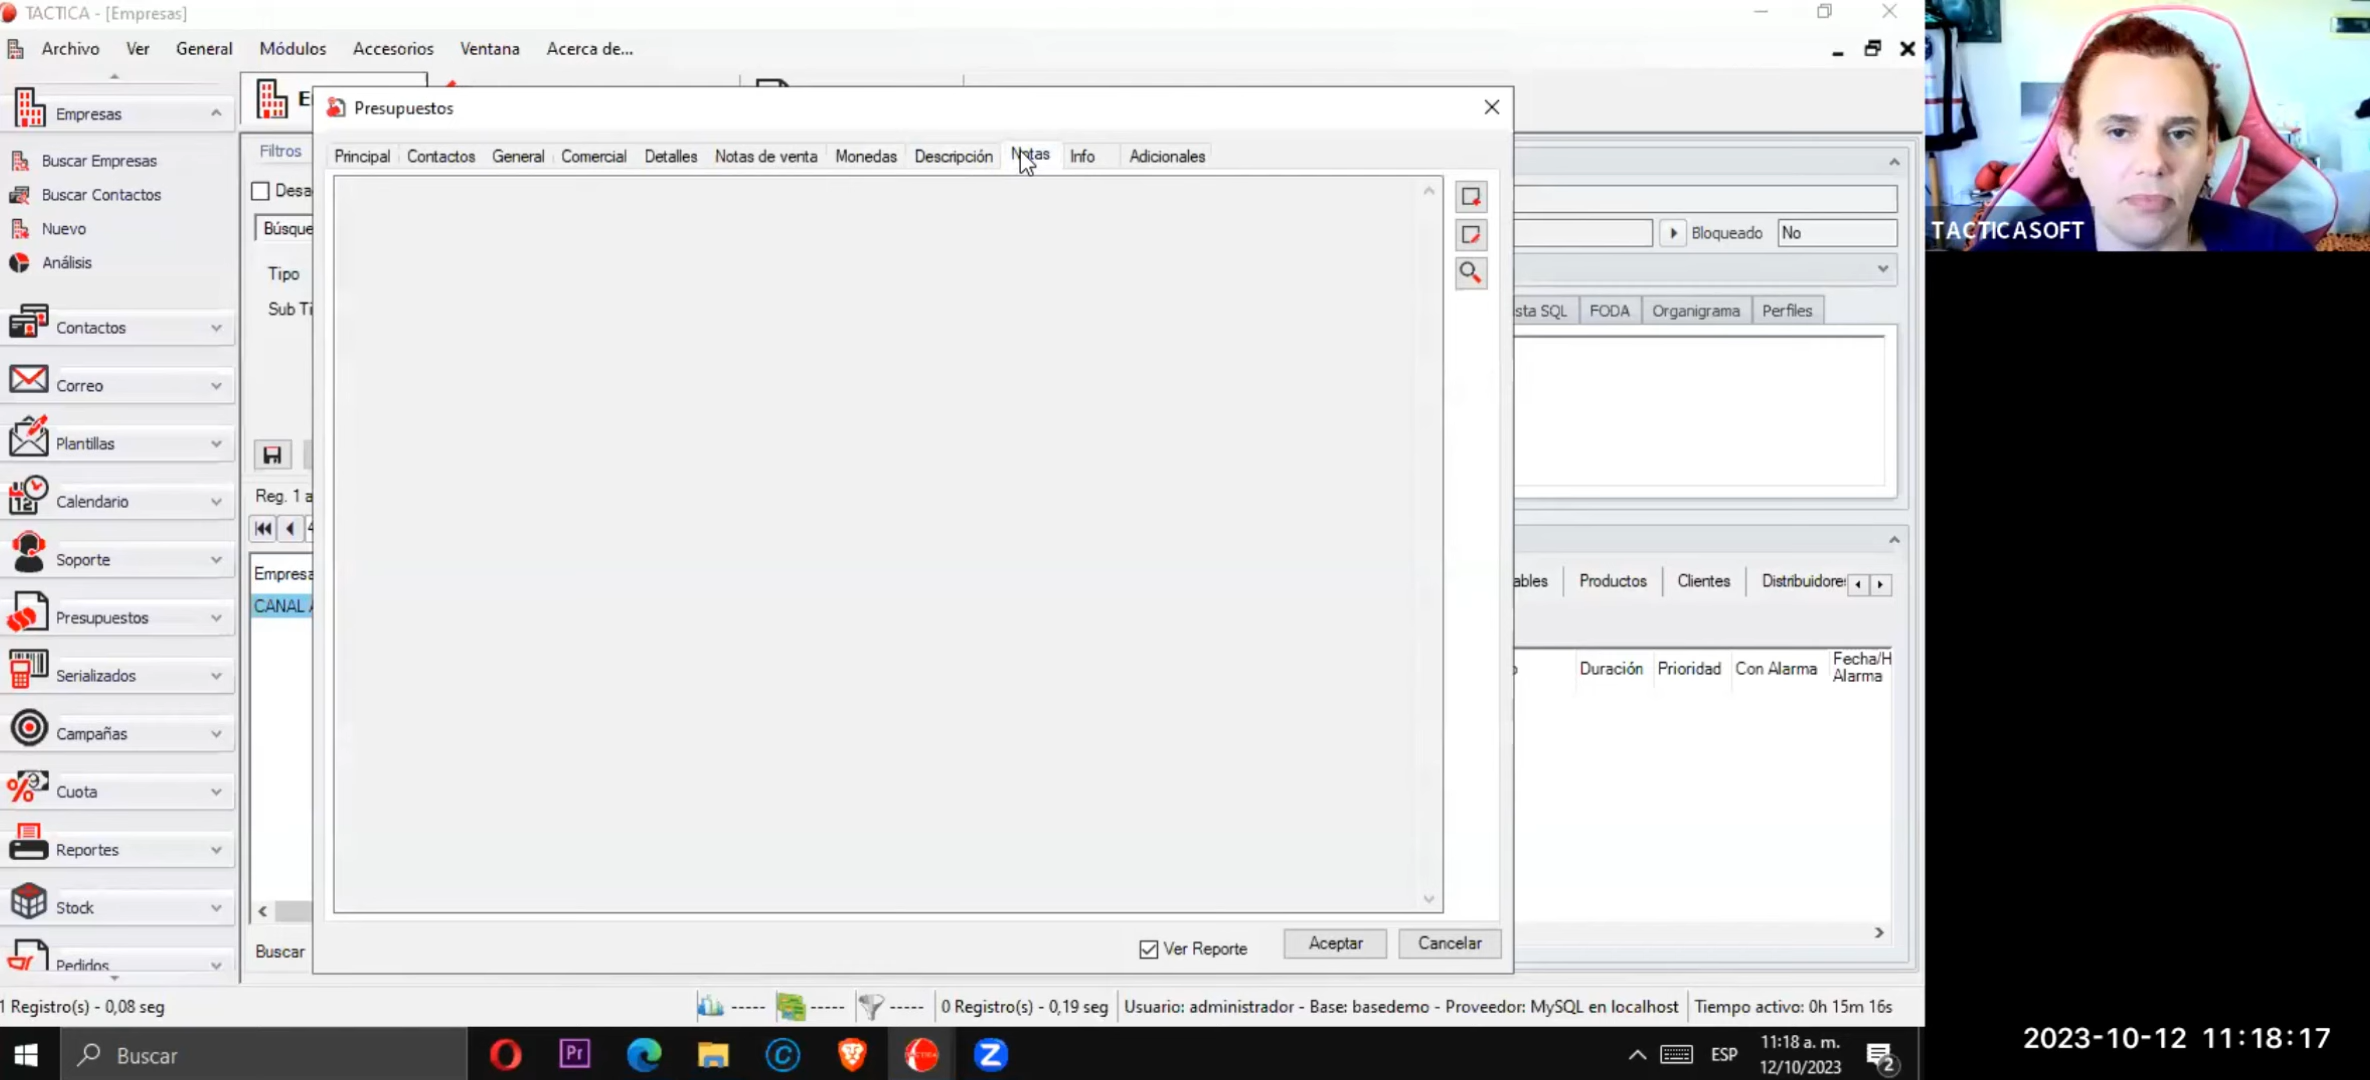 TACTICA - [Empresas]
Archivo Ver General Módulos Accesorios Ventana Acerca de...
Empresas
Buscar Empresas
Buscar Contactos
Nuevo
Análisis
Contactos
Correo
Plantillas
Calendario
Soporte
Presupuestos
Serializados
Campañas
Cuota
Reportes
Stock
Pedidos
Filtros
Tipo
Reg. 1 a
CANAL
Buscar
Presupuestos
Principal Contactos General Comercial Detalles Notas de venta Monedas Descripción Notas Info Adicionales
Ver Reporte Aceptar Cancelar
Bloqueado No
FODA Organigrama Perfiles
Productos Clientes
Duración Prioridad Con Alarma Fecha/H
Alarma
1 Registro(s) - 0,08 seg
----- ----- ----- 0 Registro(s) - 0,19 seg Usuario: administrador - Base: basedemo - Proveedor: MySQL en localhost Tiempo activo: 0h 15m 16s
Buscar
Pr
ESP
11:18 a. m.
12/10/2023
2
TACTICASOFT
2023-10-12 11:18:17